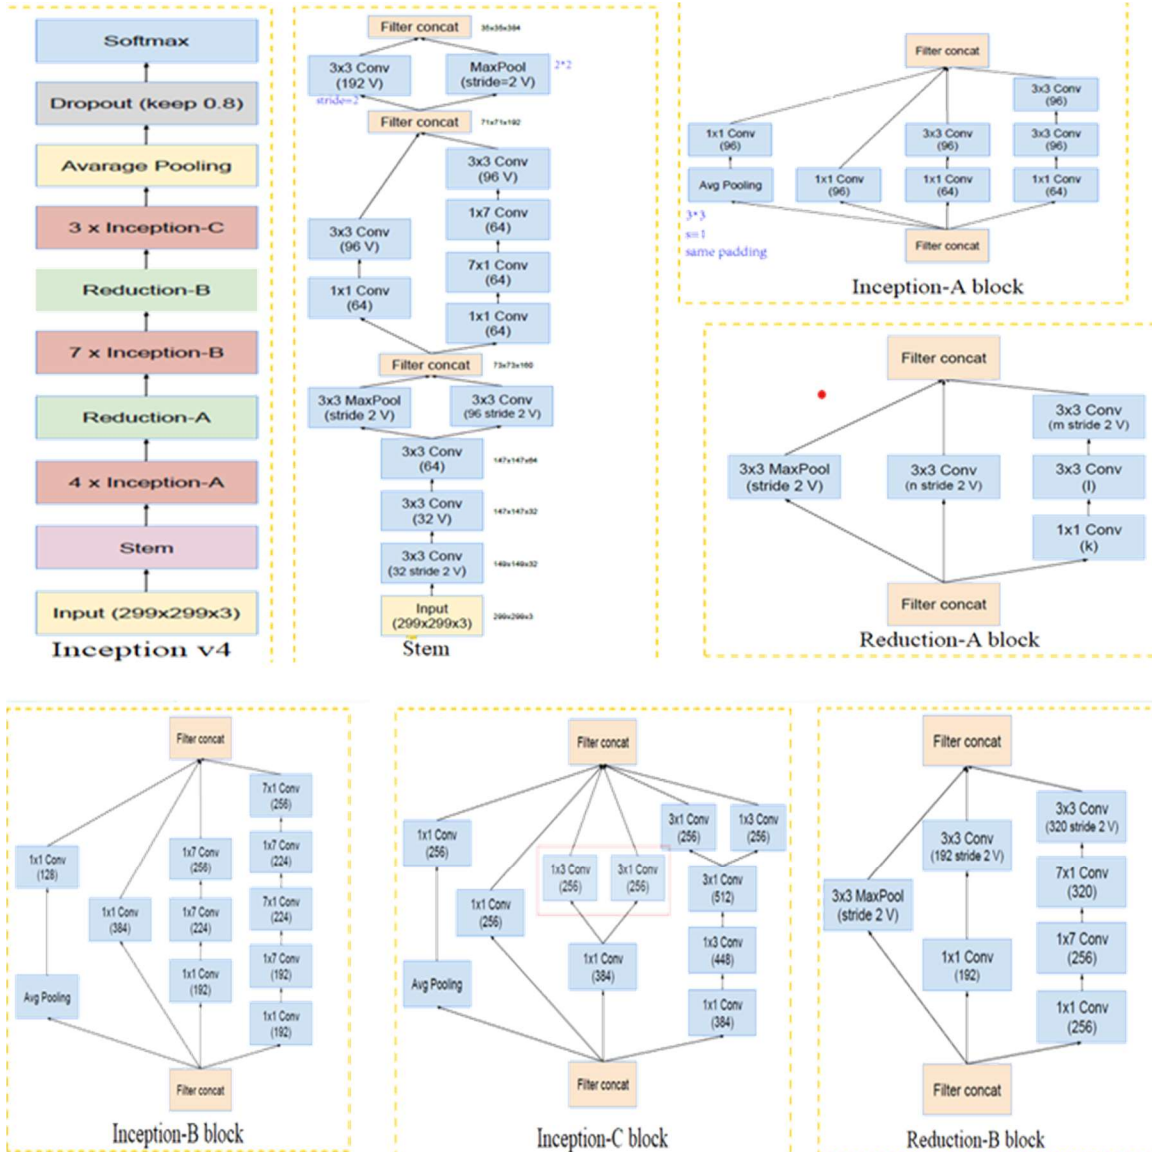 Softmax
Dropout (keep 0.8)
Avarage Pooling
3 x Inception-C
Reduction-B
7 x Inception-B
Reduction-A
4 x Inception-A
Stem
Input (299x299x3)
Inception v4
Filter concat
35x35x384
3x3 Conv
(192 V)
stride=2
MaxPool
(stride=2 V)
2*2
Filter concat
71x71x192
3x3 Conv
(96 V)
1x7 Conv
(64)
3x3 Conv
(96 V)
7x1 Conv
(64)
1x1 Conv
(64)
1x1 Conv
(64)
Filter concat
73x73x160
3x3 MaxPool
(stride 2 V)
3x3 Conv
(96 stride 2 V)
3x3 Conv
(64)
147x147x64
3x3 Conv
(32 V)
147x147x32
3x3 Conv
(32 stride 2 V)
149x149x32
Input
(299x299x3)
299x299x3
Stem
Filter concat
3x3 Conv
(96)
1x1 Conv
(96)
3x3 Conv
(96)
3x3 Conv
(96)
Avg Pooling
1x1 Conv
(96)
1x1 Conv
(64)
1x1 Conv
(64)
3*3
s=1
same padding
Filter concat
Inception-A block
Filter concat
3x3 Conv
(m stride 2 V)
3x3 MaxPool
(stride 2 V)
3x3 Conv
(n stride 2 V)
3x3 Conv
(l)
1x1 Conv
(k)
Filter concat
Reduction-A block
Filter concat
7x1 Conv
(256)
1x1 Conv
(128)
1x7 Conv
(256)
1x7 Conv
(224)
1x1 Conv
(384)
1x7 Conv
(224)
7x1 Conv
(224)
1x7 Conv
(192)
Avg Pooling
1x1 Conv
(192)
1x1 Conv
(192)
Filter concat
Inception-B block
Filter concat
1x1 Conv
(256)
3x1 Conv
(256)
1x3 Conv
(256)
1x3 Conv
(256)
3x1 Conv
(256)
3x1 Conv
(512)
1x1 Conv
(256)
1x3 Conv
(448)
1x1 Conv
(384)
Avg Pooling
1x1 Conv
(384)
Filter concat
Inception-C block
Filter concat
3x3 Conv
(320 stride 2 V)
3x3 Conv
(192 stride 2 V)
7x1 Conv
(320)
3x3 MaxPool
(stride 2 V)
1x7 Conv
(256)
1x1 Conv
(192)
1x1 Conv
(256)
Filter concat
Reduction-B block